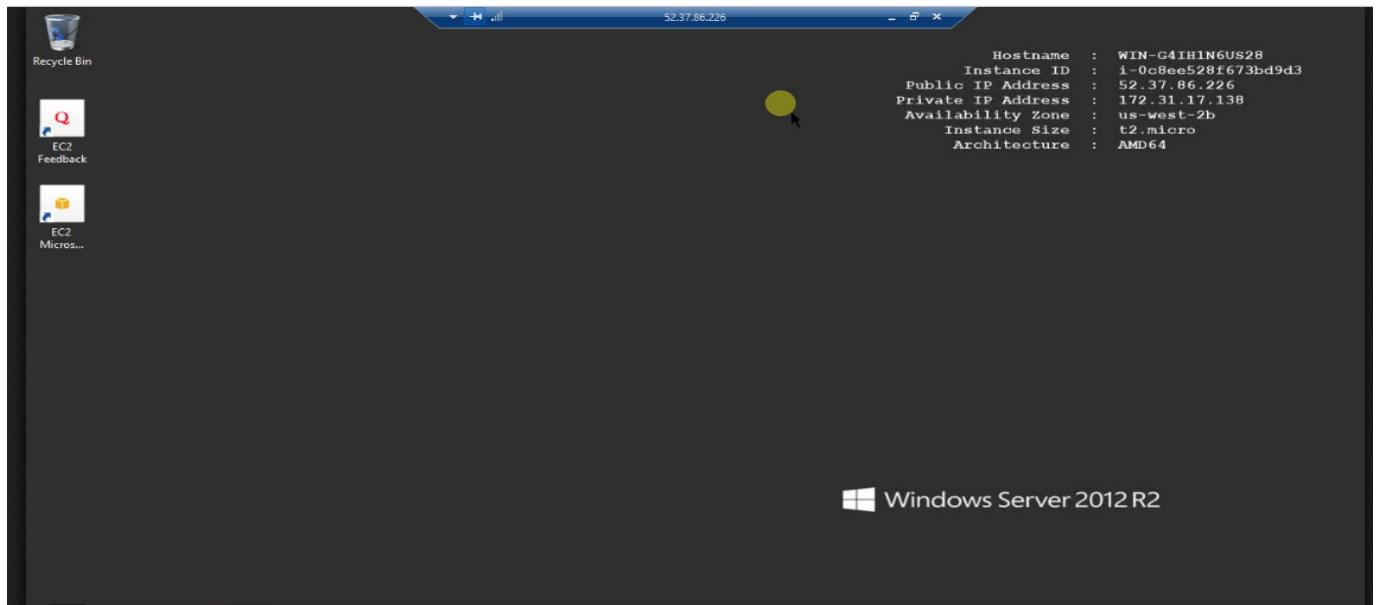 52.37.86.226
Recycle Bin
EC2
Feedback
EC2
Micros...
Hostname : WIN-G4IH1N6US28
Instance ID : i-0c8ee528f673bd9d3
Public IP Address : 52.37.86.226
Private IP Address : 172.31.17.138
Availability Zone : us-west-2b
Instance Size : t2.micro
Architecture : AMD64
Windows Server 2012 R2